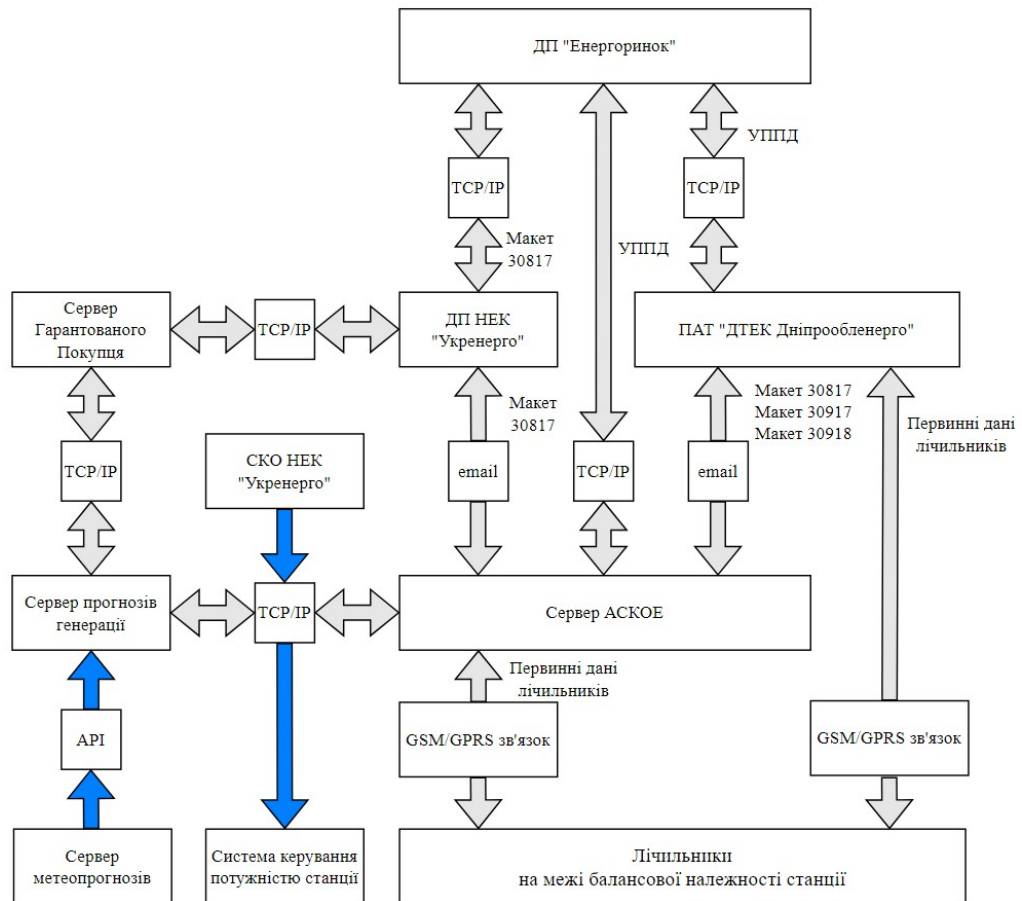 ДП "Енергоринок"
УППД
TCP/IP
TCP/IP
Макет
30817
УППД
Сервер
Гарантованого
Покупця
TCP/IP
ДП НЕК
"Укренерго"
ПАТ "ДТЕК Дніпрообленерго"
Макет
30817
Макет 30817
Макет 30917
Макет 30918
Первинні дані
лічильників
TCP/IP
СКО НЕК
"Укренерго"
email
TCP/IP
email
Сервер прогнозів
генерації
TCP/IP
Сервер АСКОЕ
Первинні дані
лічильників
API
GSM/GPRS зв'язок
GSM/GPRS зв'язок
Сервер
метеопрогнозів
Система керування
потужністю станції
Лічильники
на межі балансової належності станції